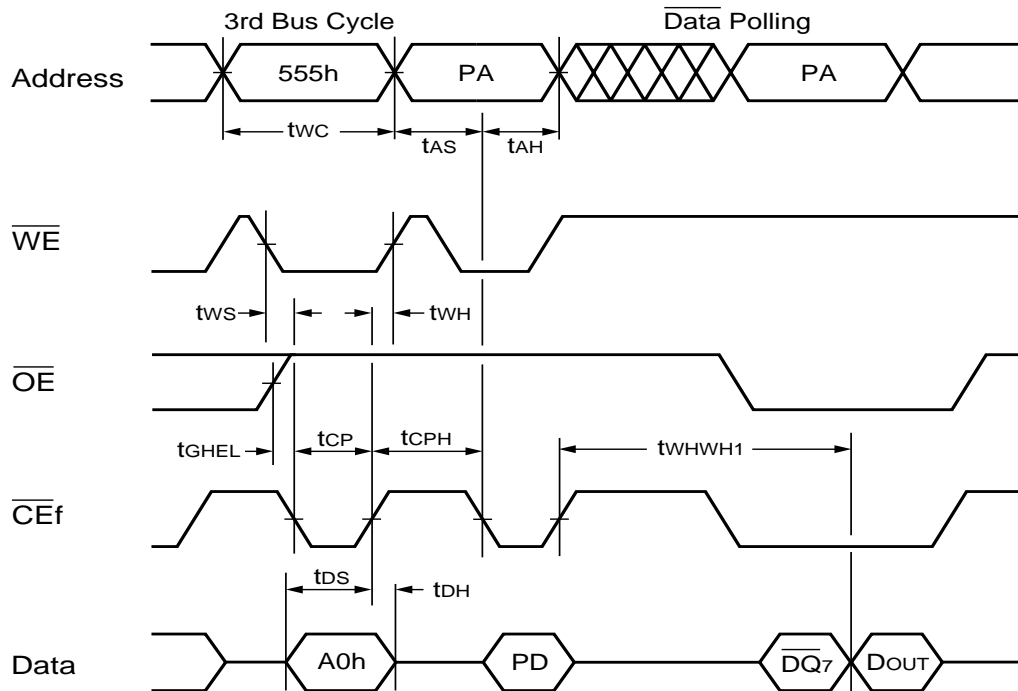 3rd Bus Cycle
Data Polling
Address
555h
PA
PA
tWC
tAS
tAH
WE
tWS
tWH
OE
tGHEL
tCP
tCPH
tWHWH1
CEf
tDS
tDH
Data
A0h
PD
DQ7
DOUT